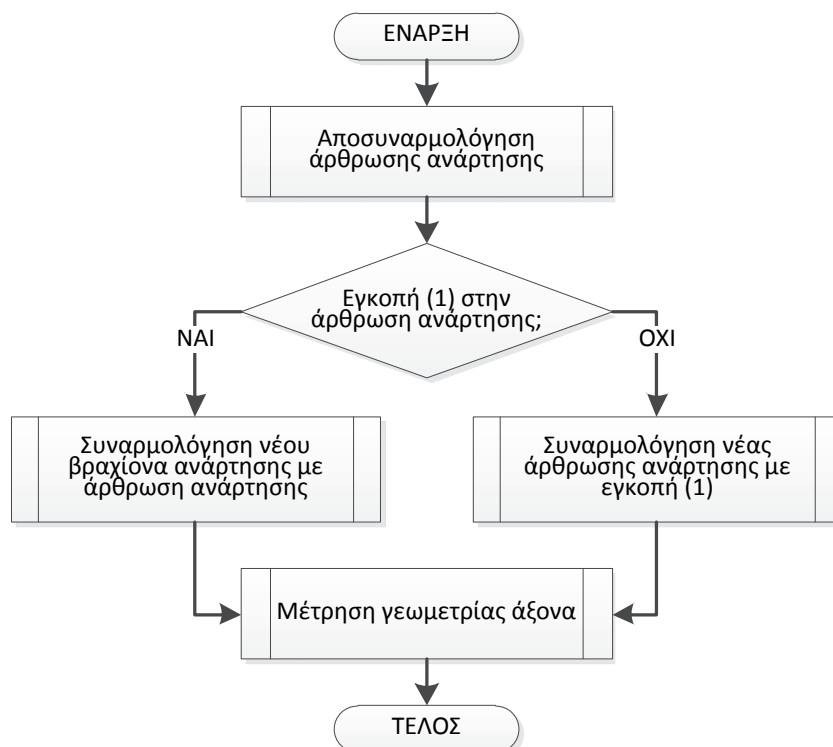 ΕΝΑΡΞΗ
Αποσυναρμολόγηση
άρθρωσης ανάρτησης
Εγκοπή (1) στην
άρθρωση ανάρτησης;
ΝΑΙ
ΟΧΙ
Συναρμολόγηση νέου
βραχίονα ανάρτησης με
άρθρωση ανάρτησης
Συναρμολόγηση νέας
άρθρωσης ανάρτησης με
εγκοπή (1)
Μέτρηση γεωμετρίας άξονα
ΤΕΛΟΣ